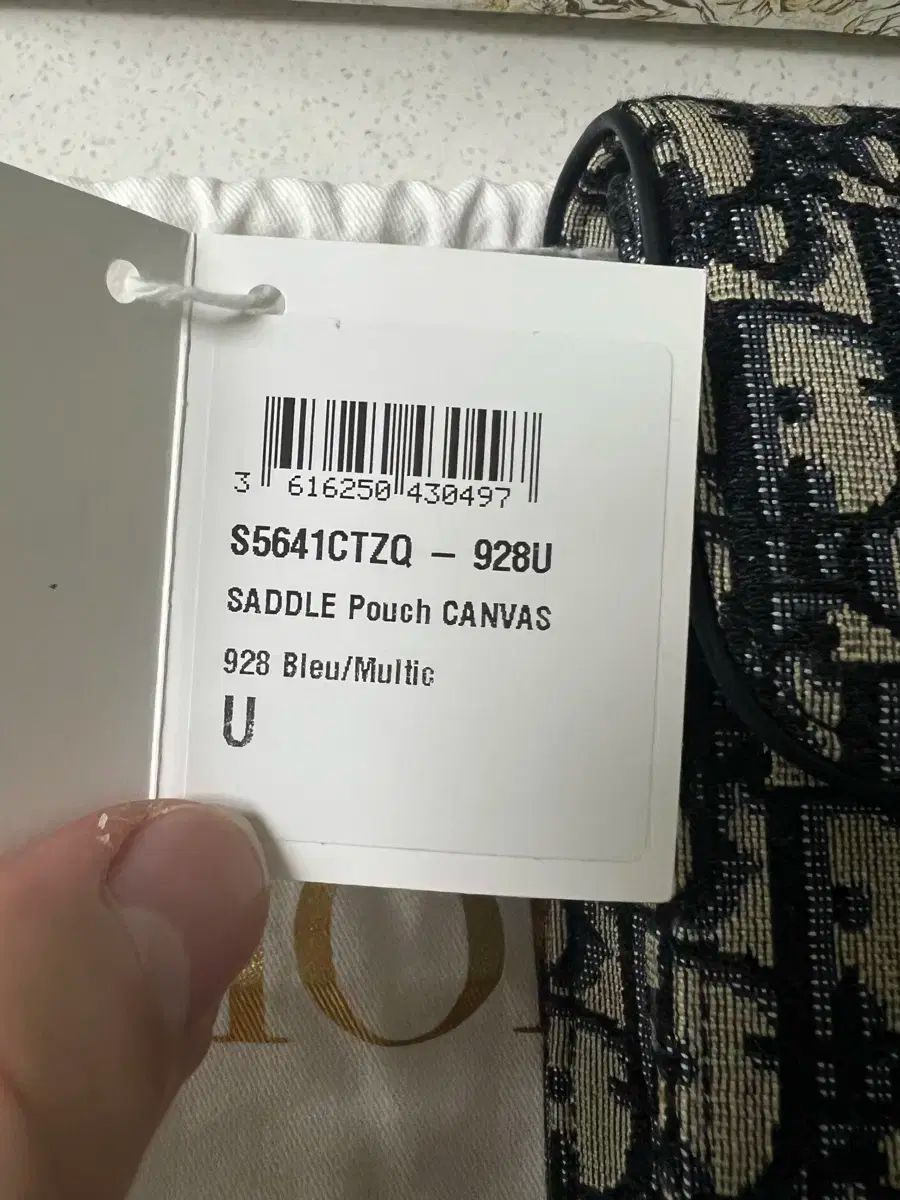 3 616250 430497
S5641CTZQ – 928U
SADDLE Pouch CANVAS
928 Bleu/Multic
U